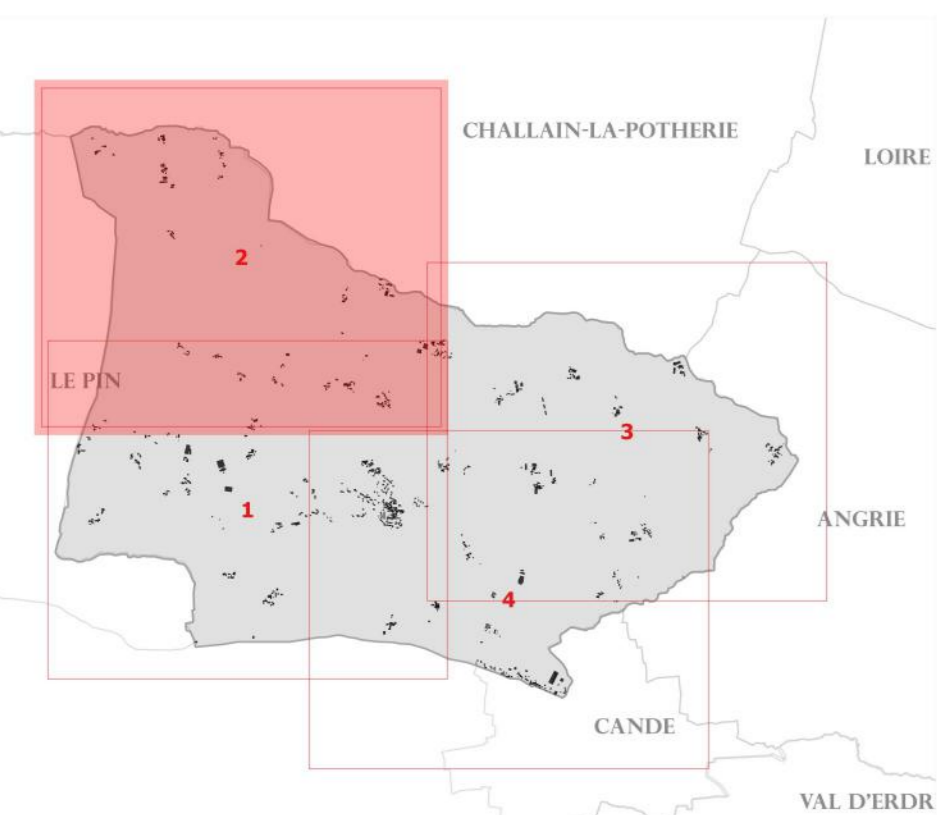 CHALLAIN-LA-POTHERIE
LOIRE
2
LE PIN
3
1
ANGRIE
4
CANDE
VAL D'ERDR